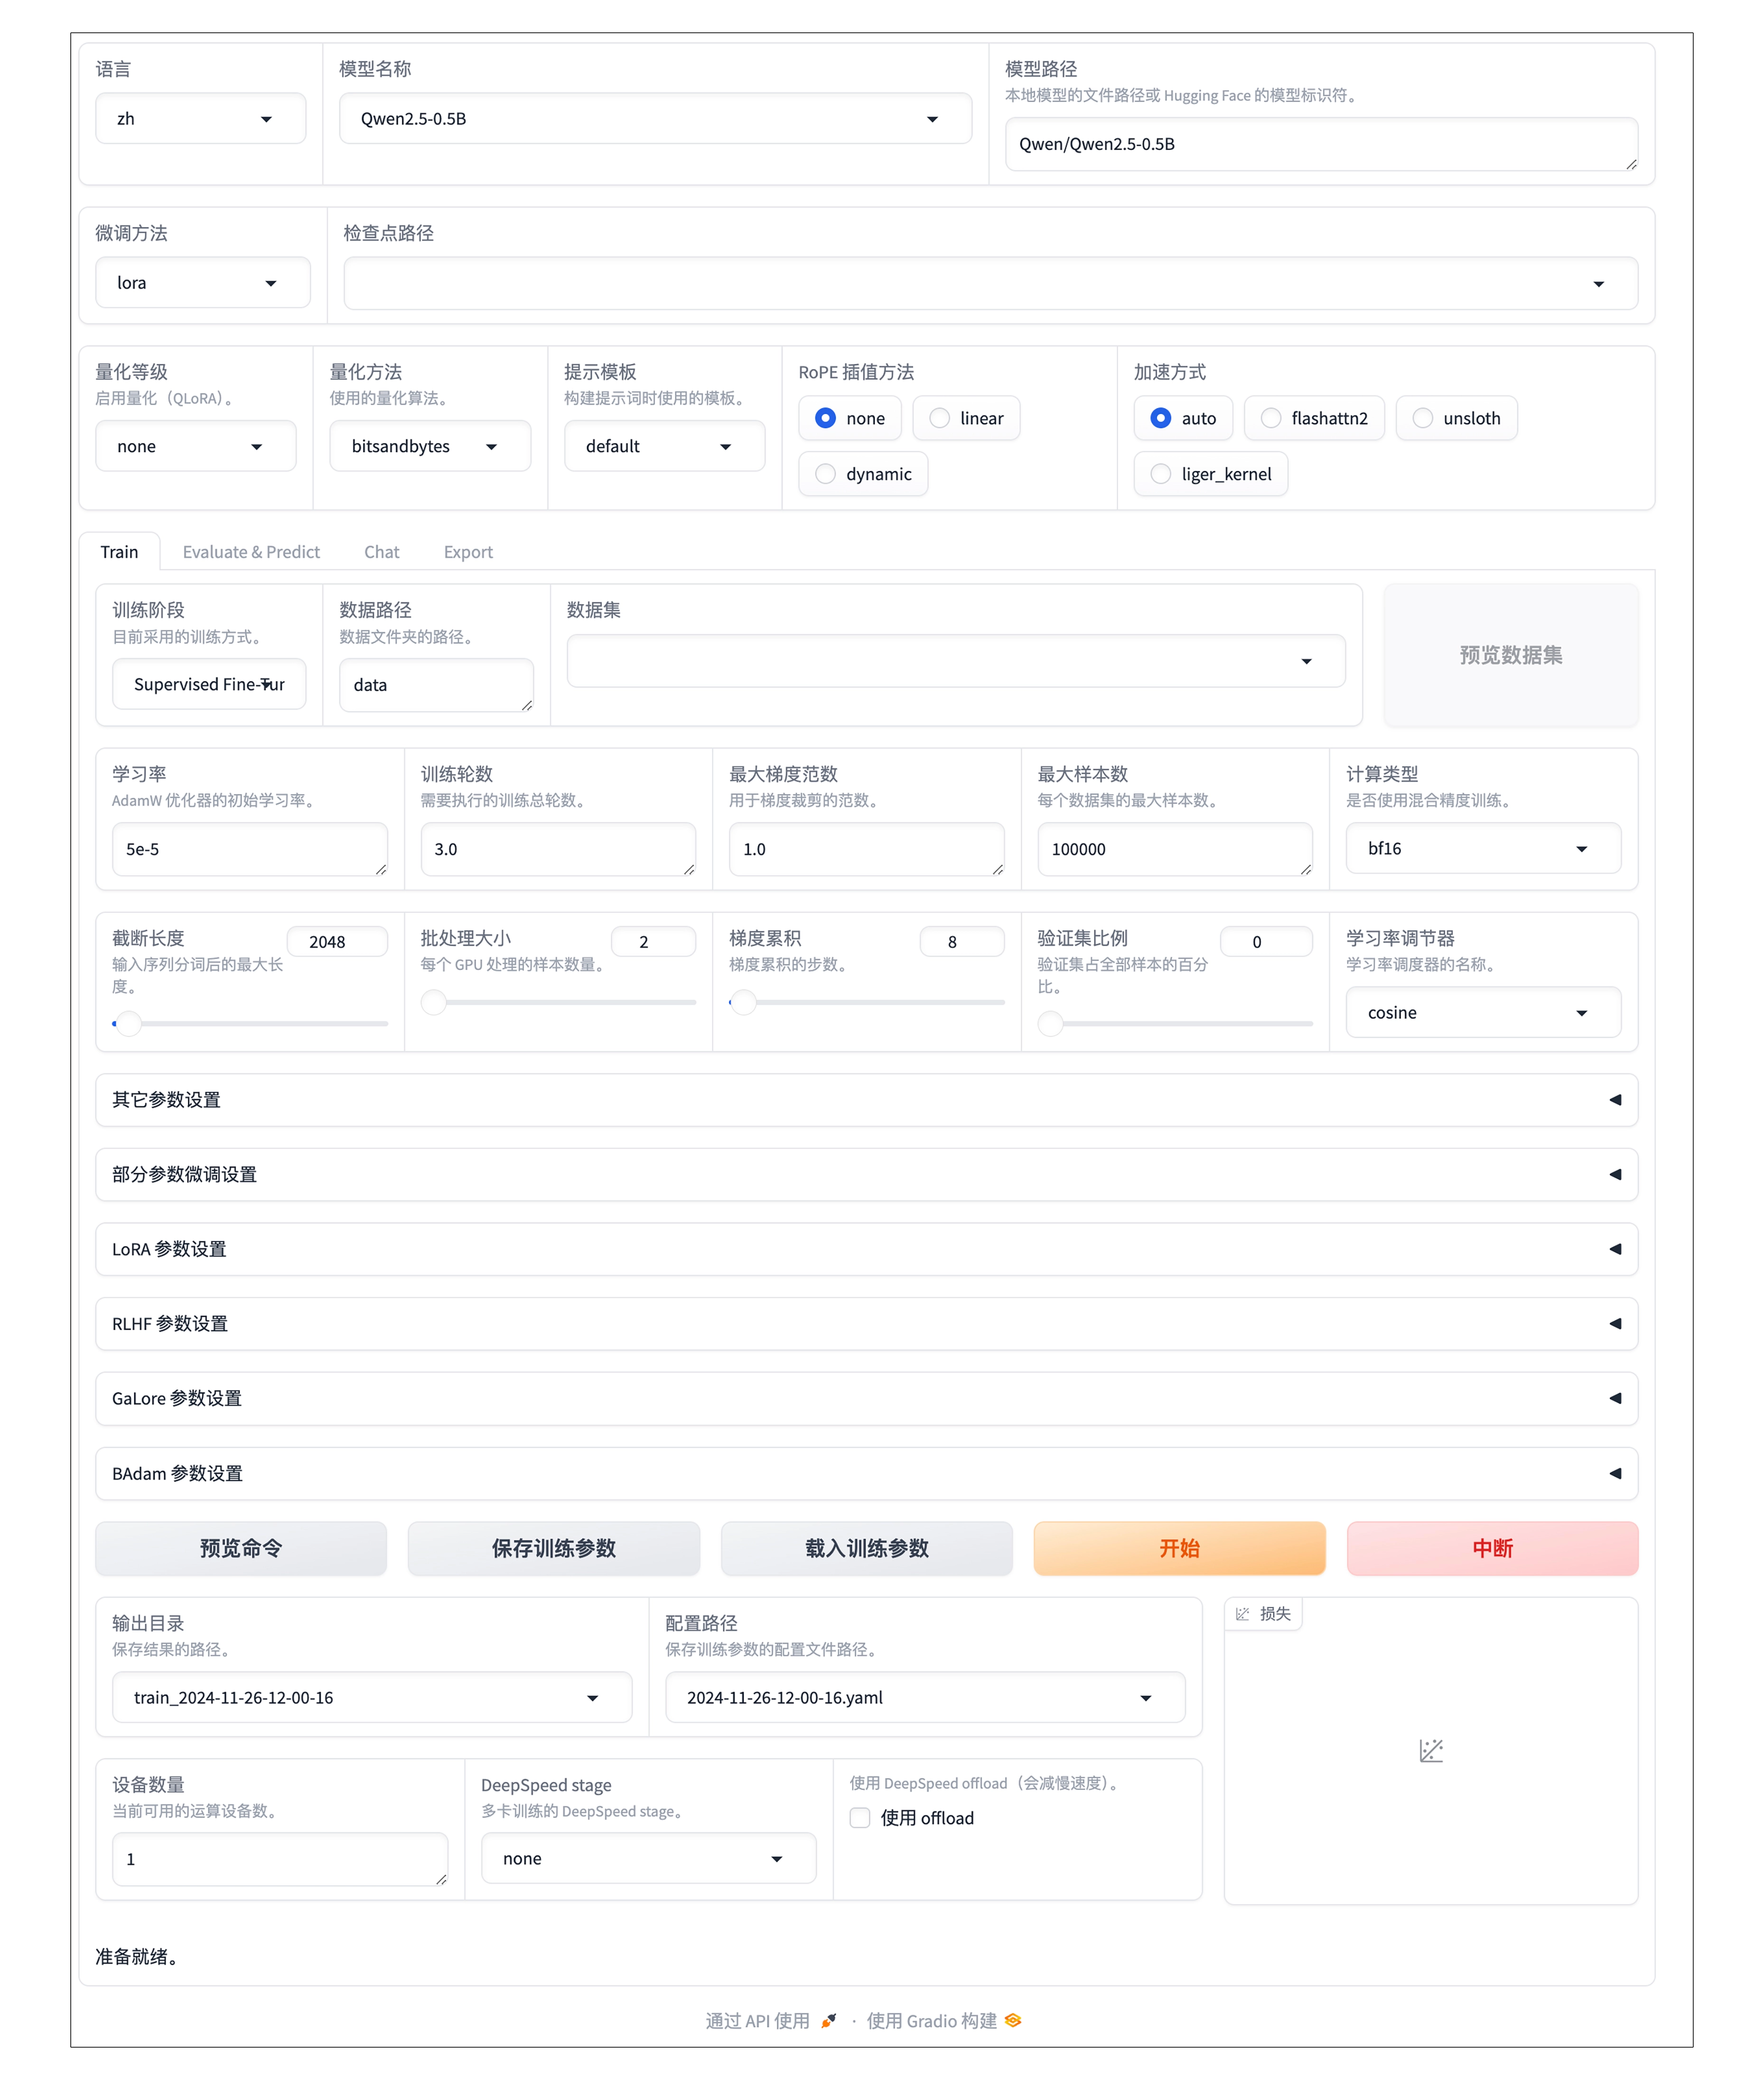 语言
zh
模型名称
Qwen2.5-0.5B
模型路径
本地模型的文件路径或 Hugging Face 的模型标识符。
Qwen/Qwen2.5-0.5B
微调方法
lora
检查点路径
量化等级
启用量化（QLoRA）。
none
量化方法
使用的量化算法。
bitsandbytes
提示模板
构建提示词时使用的模板。
default
RoPE 插值方法
none
linear
dynamic
加速方式
auto
flashattn2
unsloth
liger_kernel
Train
Evaluate & Predict
Chat
Export
训练阶段
目前采用的训练方式。
Supervised Fine-Tur
数据路径
数据文件夹的路径。
data
数据集
预览数据集
学习率
AdamW 优化器的初始学习率。
5e-5
训练轮数
需要执行的训练总轮数。
3.0
最大梯度范数
用于梯度裁剪的范数。
1.0
最大样本数
每个数据集的最大样本数。
100000
计算类型
是否使用混合精度训练。
bf16
截断长度
2048
输入序列分词后的最大长
度。
批处理大小
2
每个 GPU 处理的样本数量。
梯度累积
8
梯度累积的步数。
验证集比例
0
验证集占全部样本的百分
比。
学习率调节器
学习率调度器的名称。
cosine
其它参数设置
部分参数微调设置
LoRA 参数设置
RLHF 参数设置
GaLore 参数设置
BAdam 参数设置
预览命令
保存训练参数
载入训练参数
开始
中断
输出目录
保存结果的路径。
train_2024-11-26-12-00-16
配置路径
保存训练参数的配置文件路径。
2024-11-26-12-00-16.yaml
损失
设备数量
当前可用的运算设备数。
1
DeepSpeed stage
多卡训练的 DeepSpeed stage。
none
使用 DeepSpeed offload（会减慢速度）。
使用 offload
准备就绪。
通过 API 使用 · 使用 Gradio 构建